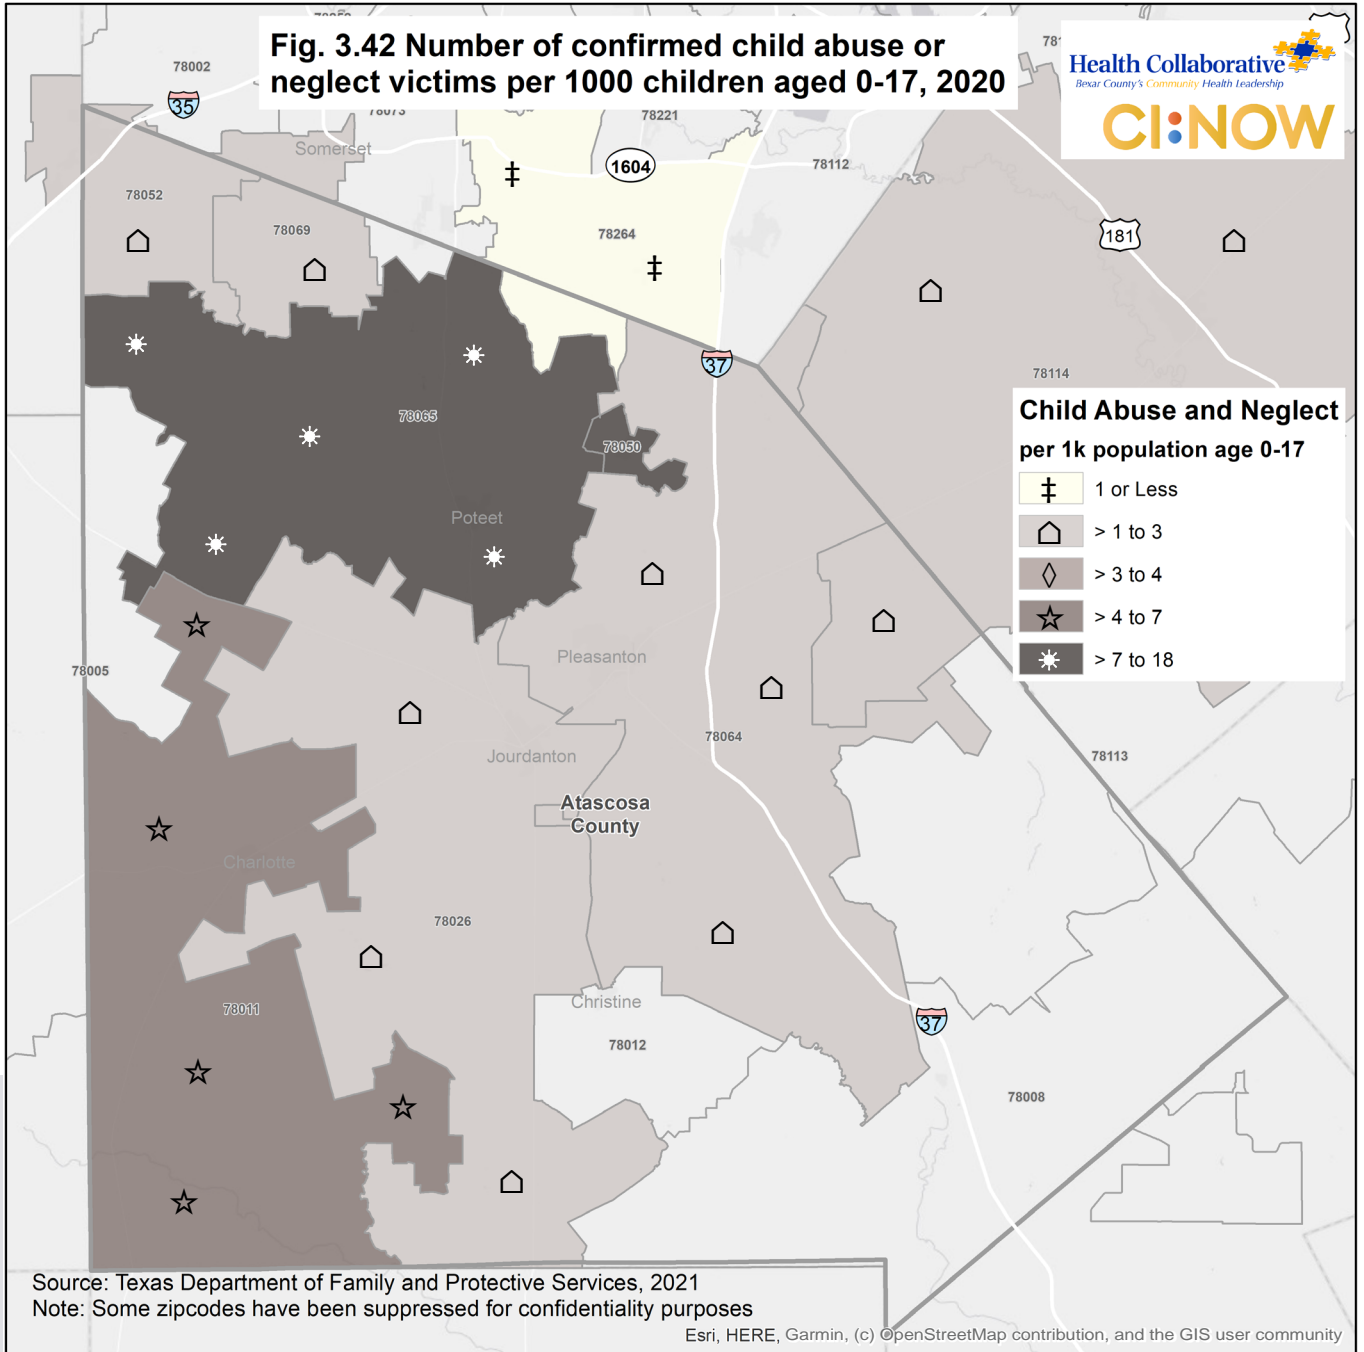 Fig. 3.42 Number of confirmed child abuse or
neglect victims per 1000 children aged 0-17, 2020
Health Collaborative
Bexar County's Community Health Leadership
CI:NOW
78002
35
78073
78221
Somerset
1604
78112
78052
78069
78264
181
37
78114
78065
78050
Poteet
Child Abuse and Neglect
per 1k population age 0-17
1 or Less
> 1 to 3
> 3 to 4
> 4 to 7
> 7 to 18
Pleasanton
78005
78064
Jourdanton
78113
Atascosa
County
Charlotte
78026
78011
Christine
37
78012
78008
Source: Texas Department of Family and Protective Services, 2021
Note: Some zipcodes have been suppressed for confidentiality purposes
Esri, HERE, Garmin, (c) OpenStreetMap contribution, and the GIS user community